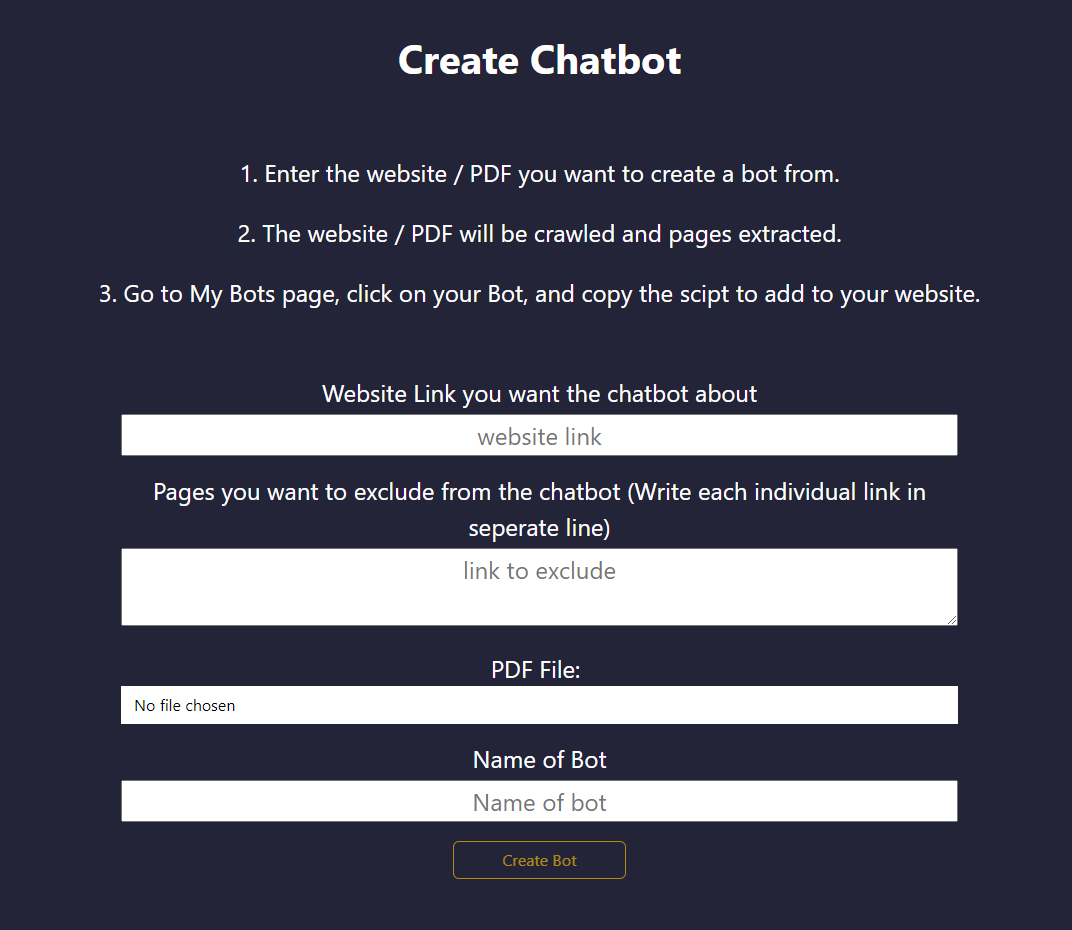 Create Chatbot
1. Enter the website / PDF you want to create a bot from.
2. The website / PDF will be crawled and pages extracted.
3. Go to My Bots page, click on your Bot, and copy the scipt to add to your website.
Website Link you want the chatbot about
website link
Pages you want to exclude from the chatbot (Write each individual link in
seperate line)
link to exclude
PDF File:
No file chosen
Name of Bot
Name of bot
Create Bot